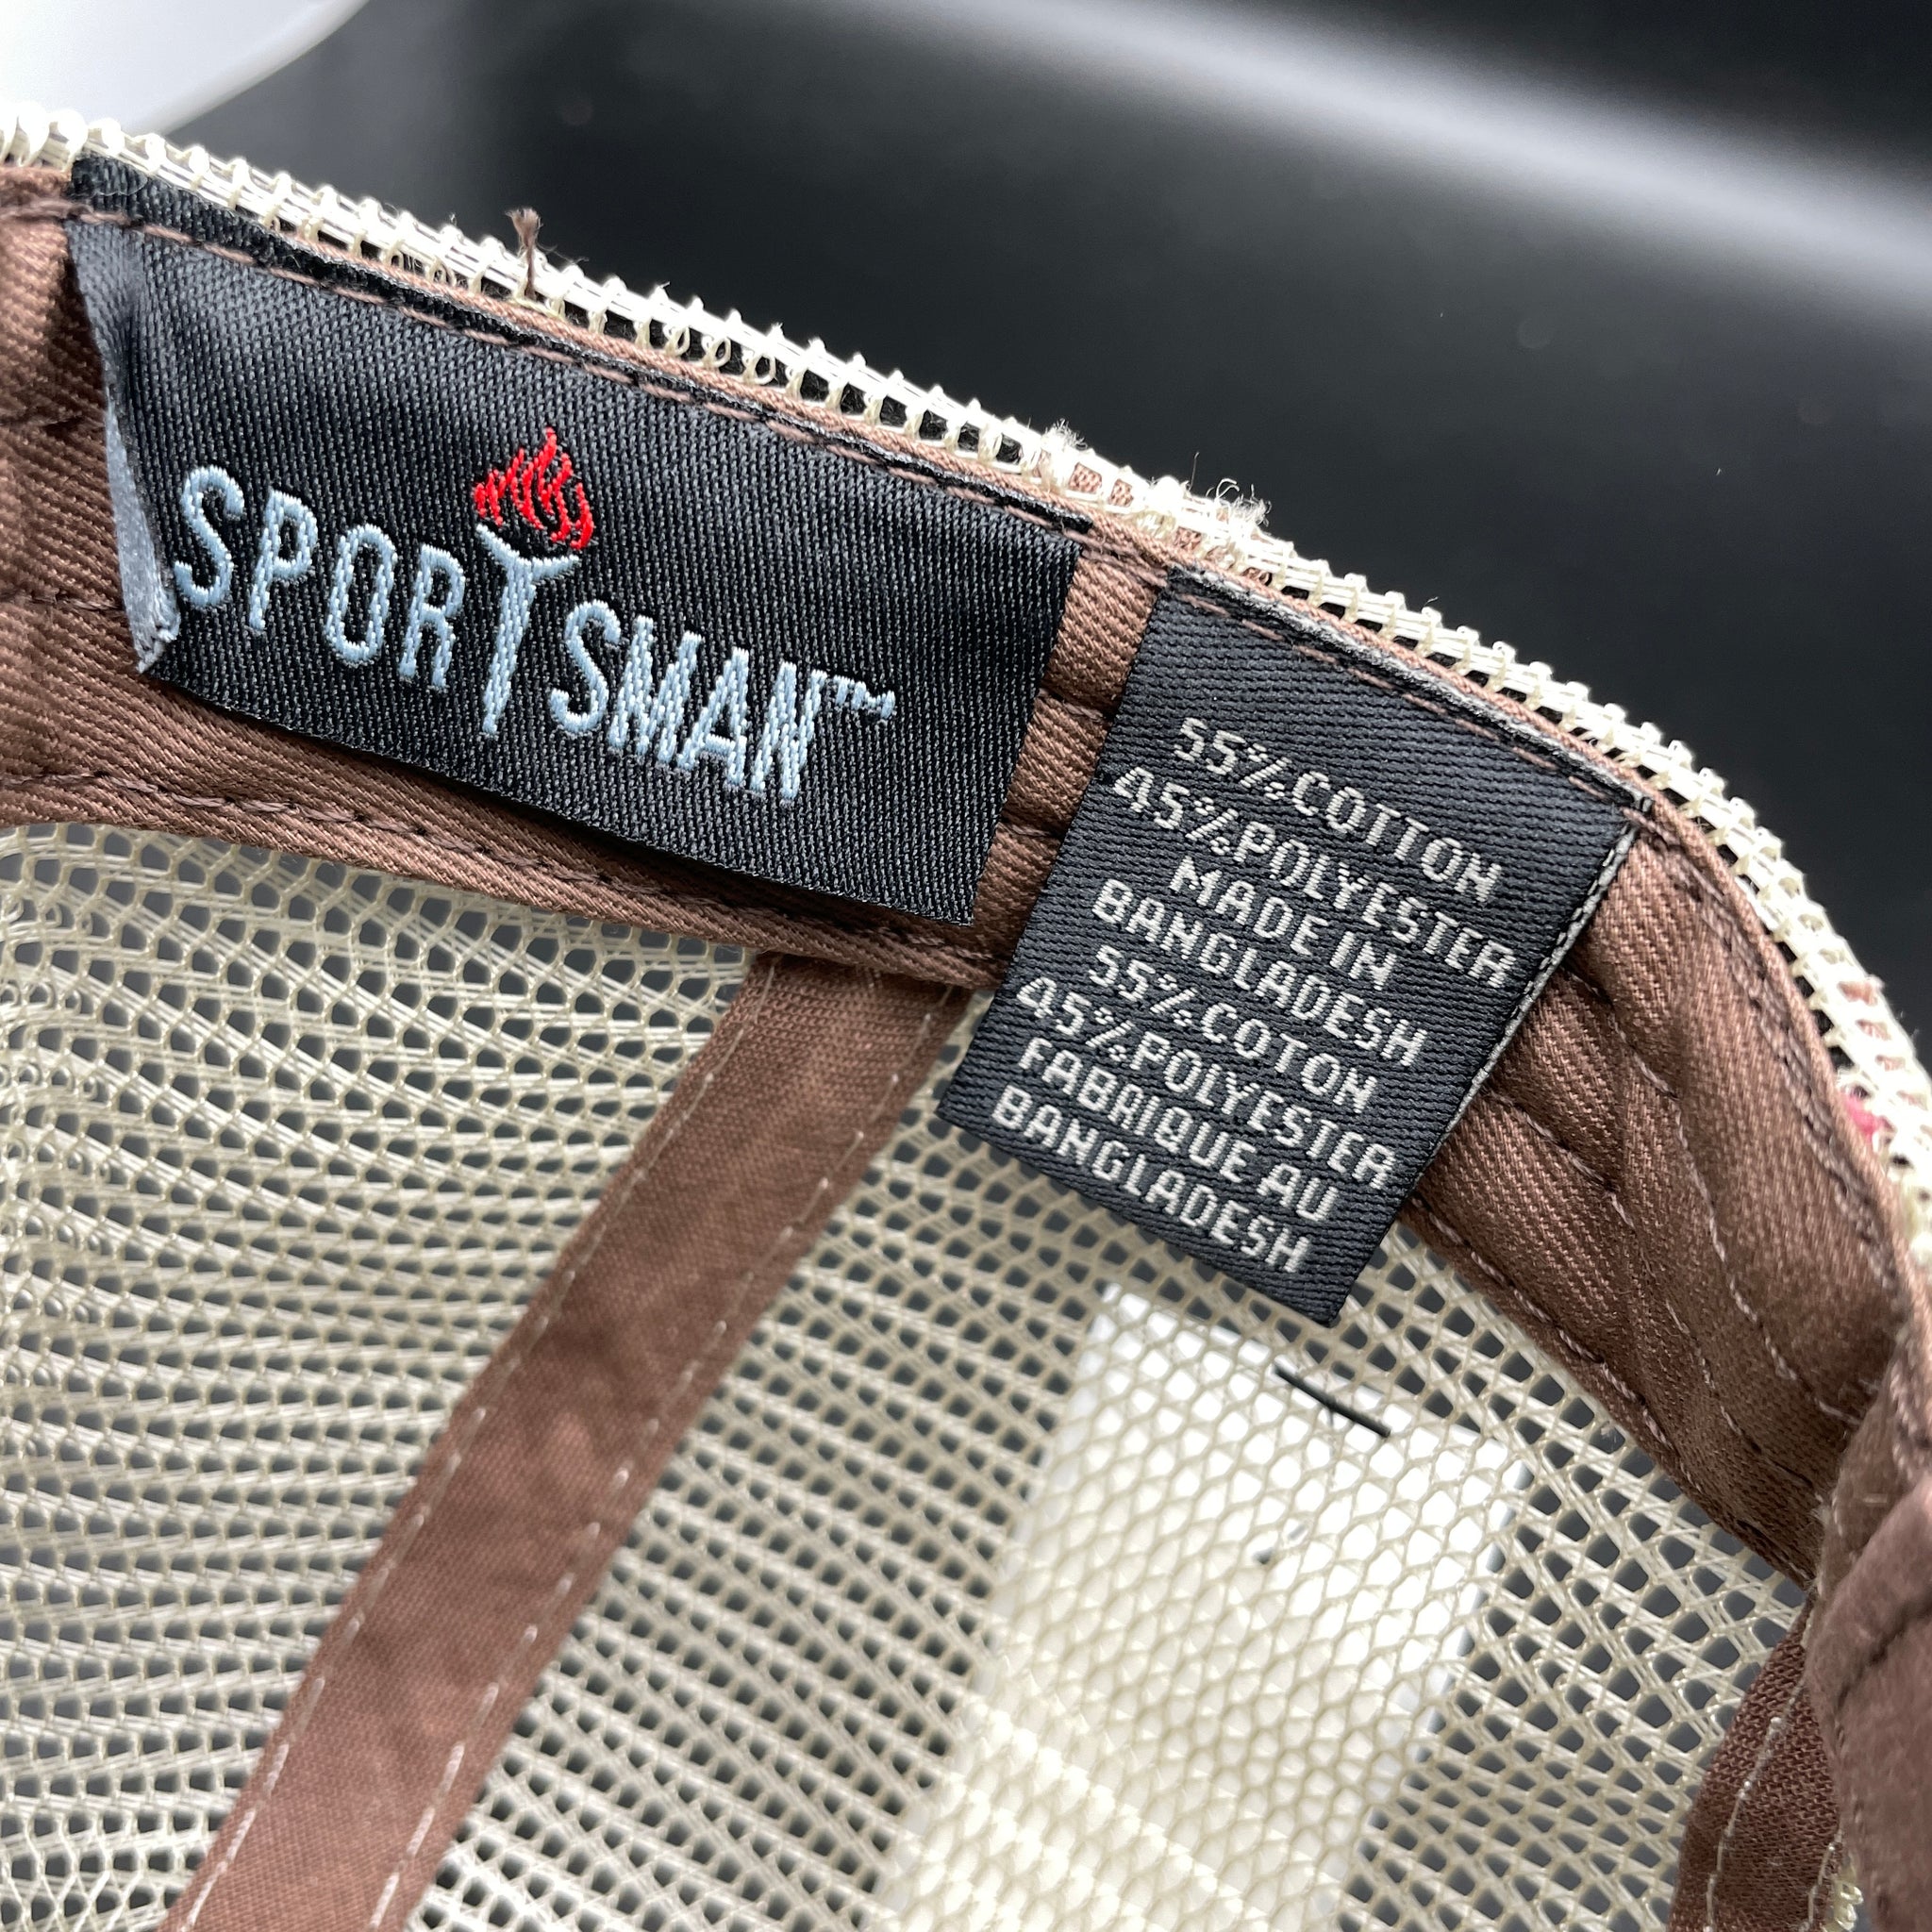 SPORTSMAN™
55%COTTON
45%POLYESTER
MADE IN
BANGLADESH
55%COTON
45%POLYESTER
FABRIQUE AU
BANGLADESH